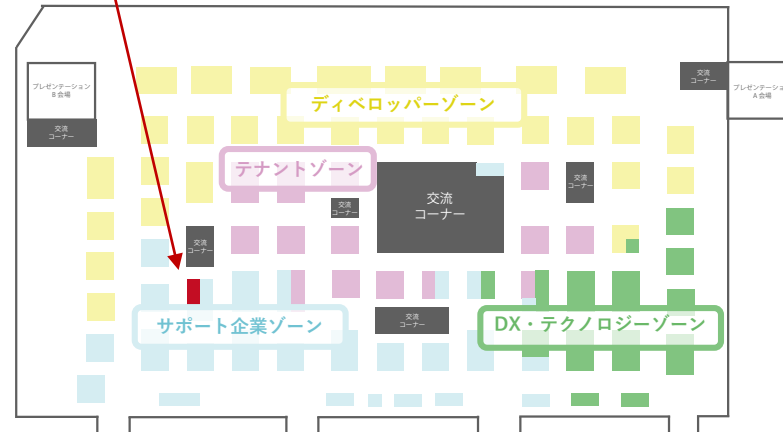 プレゼンテーション
B 会場
交流
コーナー
ディベロッパーゾーン
交流
コーナー
プレゼンテーション
A 会場
テナントゾーン
交流
コーナー
交流
コーナー
交流
コーナー
交流
コーナー
サポート企業ゾーン
交流
コーナー
DX・テクノロジーゾーン